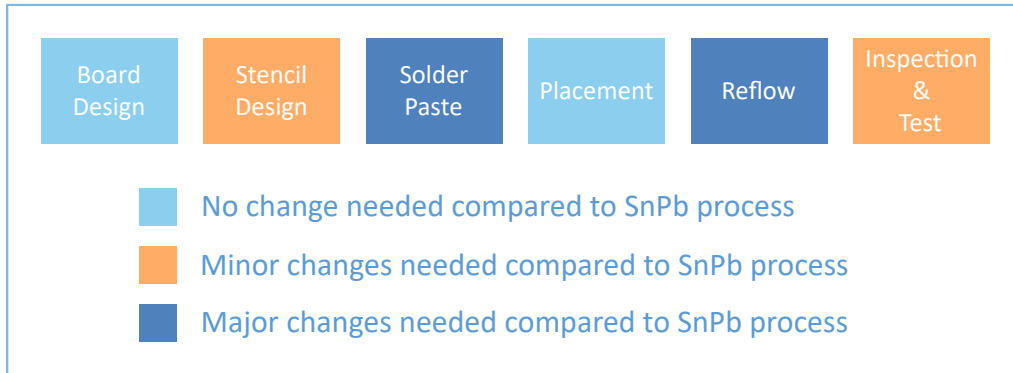 Board
Design
Stencil
Design
Solder
Paste
Placement
Reflow
Inspection
&
Test
No change needed compared to SnPb process
Minor changes needed compared to SnPb process
Major changes needed compared to SnPb process